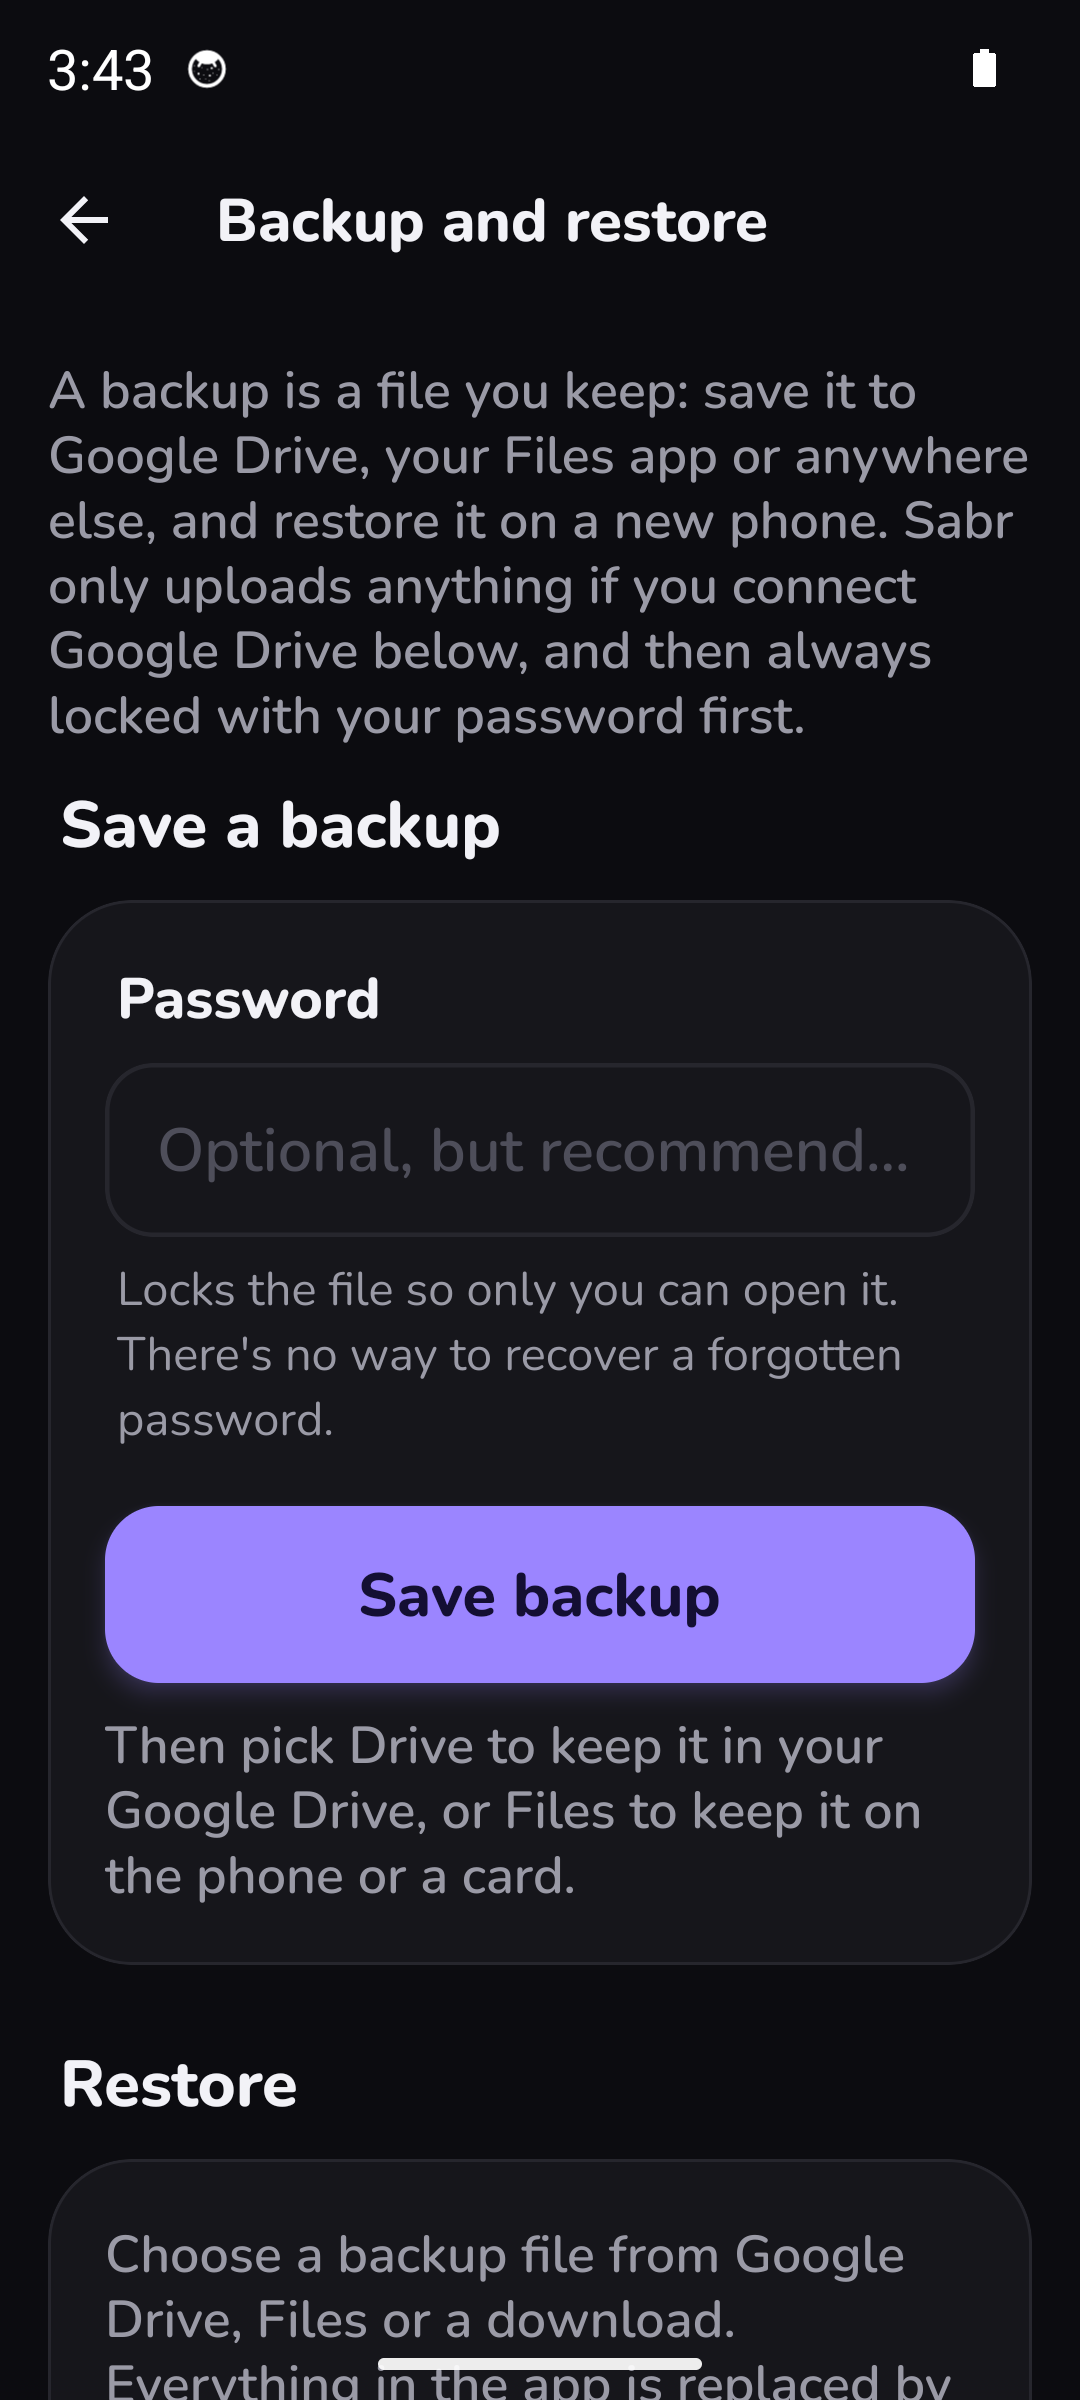 3:43
Backup and restore
A backup is a file you keep: save it to
Google Drive, your Files app or anywhere
else, and restore it on a new phone. Sabr
only uploads anything if you connect
Google Drive below, and then always
locked with your password first.
Save a backup
Password
Optional, but recommend...
Locks the file so only you can open it.
There's no way to recover a forgotten
password.
Save backup
Then pick Drive to keep it in your
Google Drive, or Files to keep it on
the phone or a card.
Restore
Choose a backup file from Google
Drive, Files or a download.
Everything in the app is replaced by